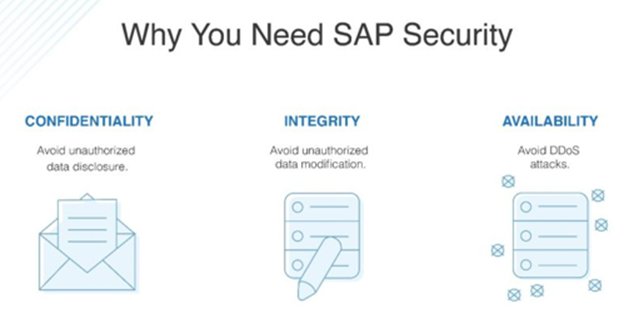 Why You Need SAP Security
CONFIDENTIALITY
Avoid unauthorized
data disclosure.
INTEGRITY
Avoid unauthorized
data modification.
AVAILABILITY
Avoid DDoS
attacks.